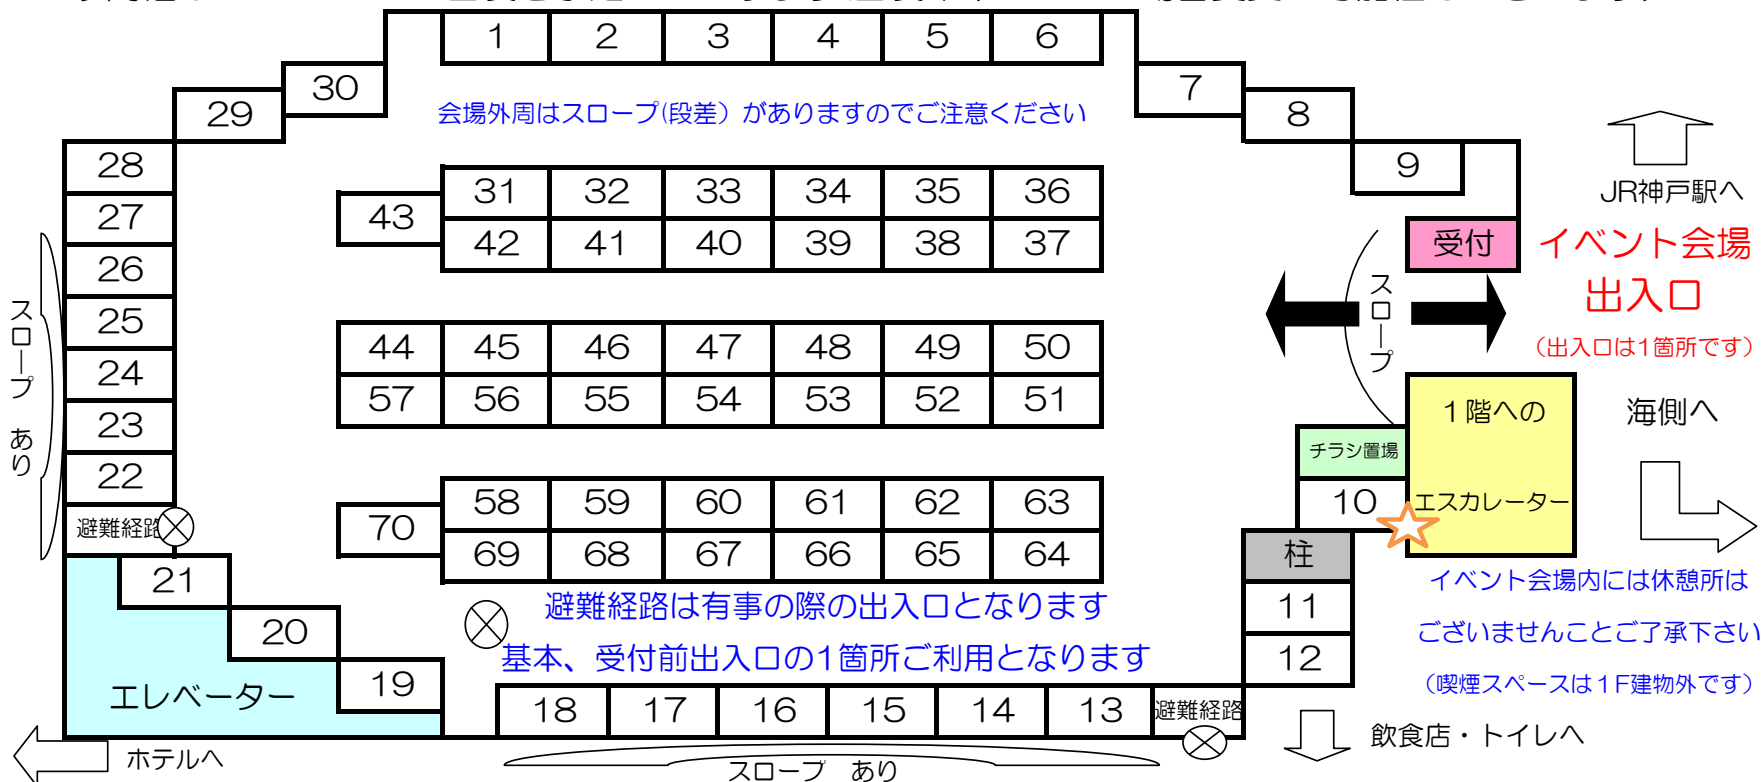 1 2 3 4 5 6
30 7
29 8
会場外周はスロープ(段差）がありますのでご注意ください
28 9
31 32 33 34 35 36
JR神戸駅へ
43
27
42 41 40 39 38 37
受付
イベント会場
出入口
（出入口は1箇所です）
26
スロープ
25
44 45 46 47 48 49 50
スロープ　あり
24
57 56 55 54 53 52 51
１階への
エスカレーター
海側へ
23
チラシ置場
22
58 59 60 61 62 63
10
70
避難経路
69 68 67 66 65 64
柱
21
イベント会場内には休憩所は
ございませんことご了承下さい
（喫煙スペースは１F建物外です）
避難経路は有事の際の出入口となります
11
20
基本、受付前出入口の1箇所ご利用となります
12
19
エレベーター
18 17 16 15 14 13
避難経路
飲食店・トイレへ
ホテルへ
スロープ　あり